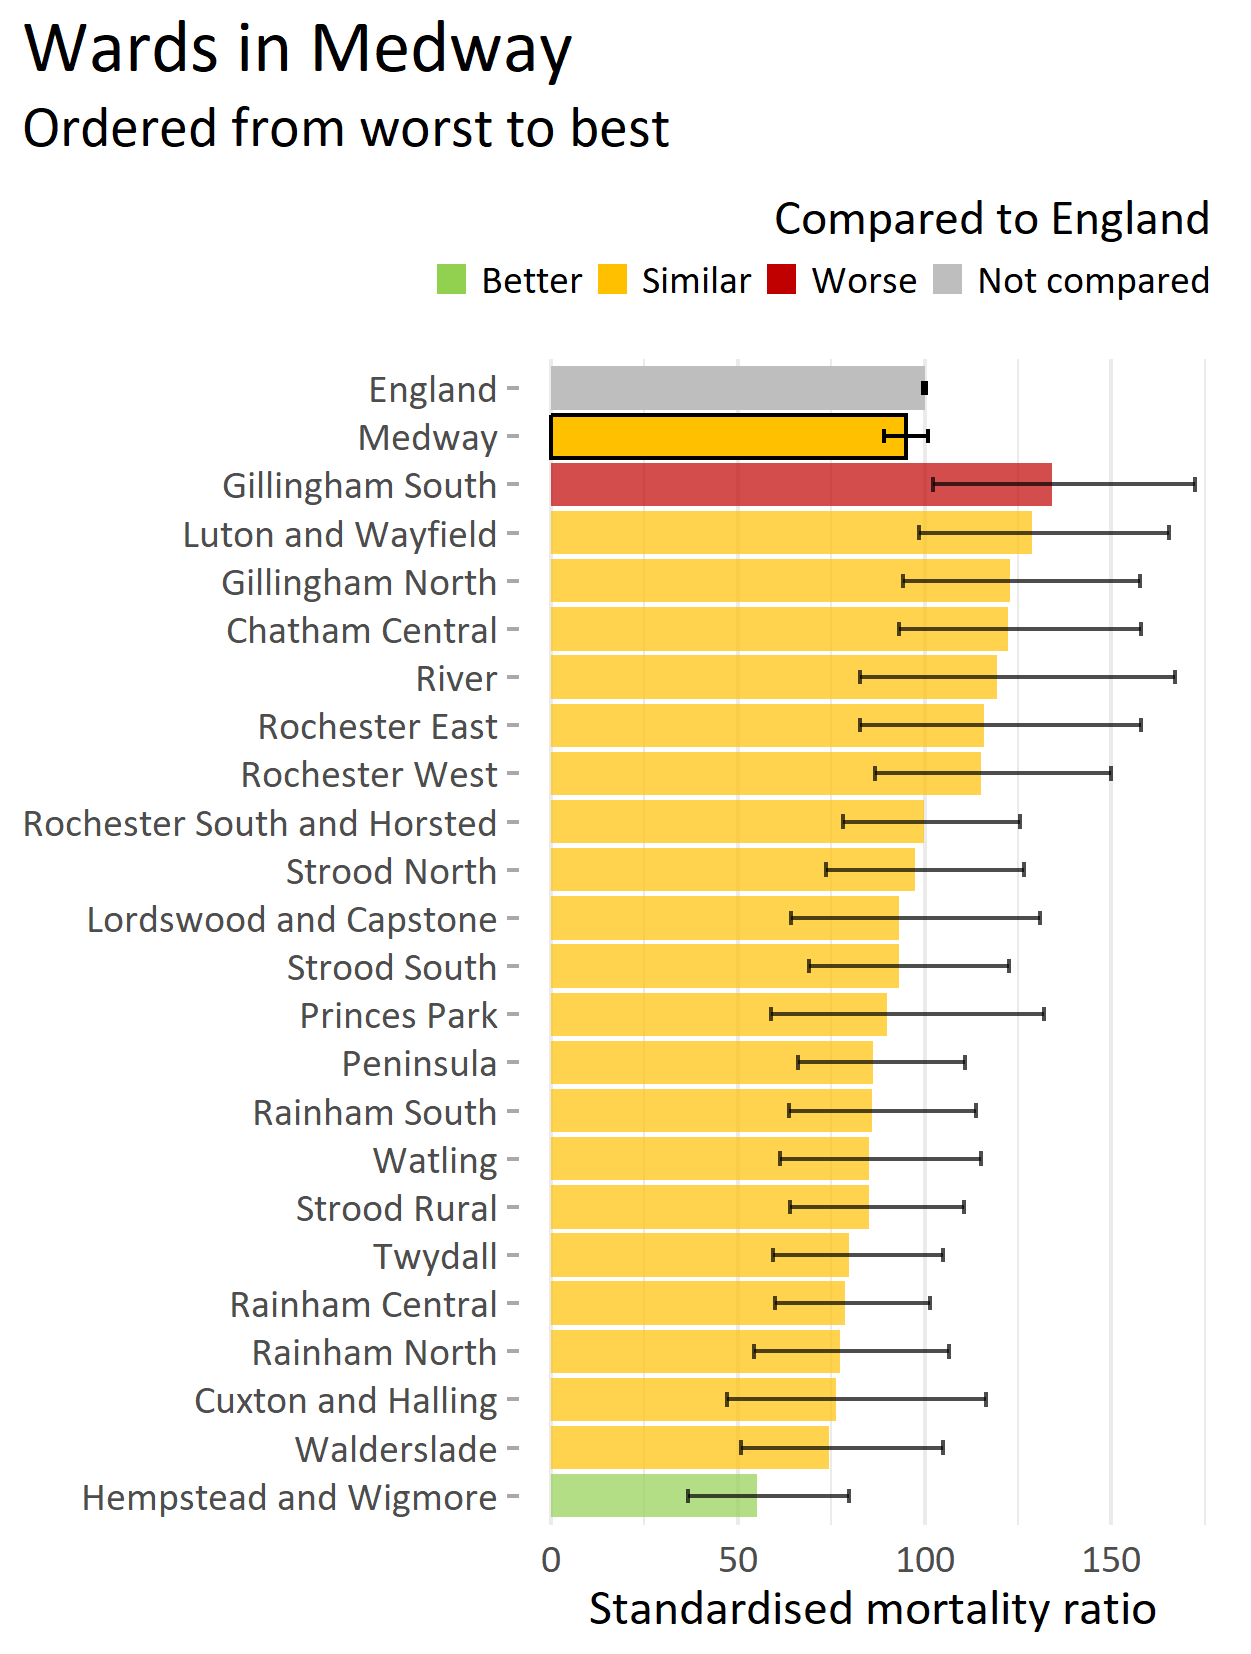 Wards in Medway
Ordered from worst to best
Compared to England
Better Similar Worse Not compared
England
Medway
Gillingham South
Luton and Wayfield
Gillingham North
Chatham Central
River
Rochester East
Rochester West
Rochester South and Horsted
Strood North
Lordswood and Capstone
Strood South
Princes Park
Peninsula
Rainham South
Watling
Strood Rural
Twydall
Rainham Central
Rainham North
Cuxton and Halling
Walderslade
Hempstead and Wigmore
0 50 100 150
Standardised mortality ratio